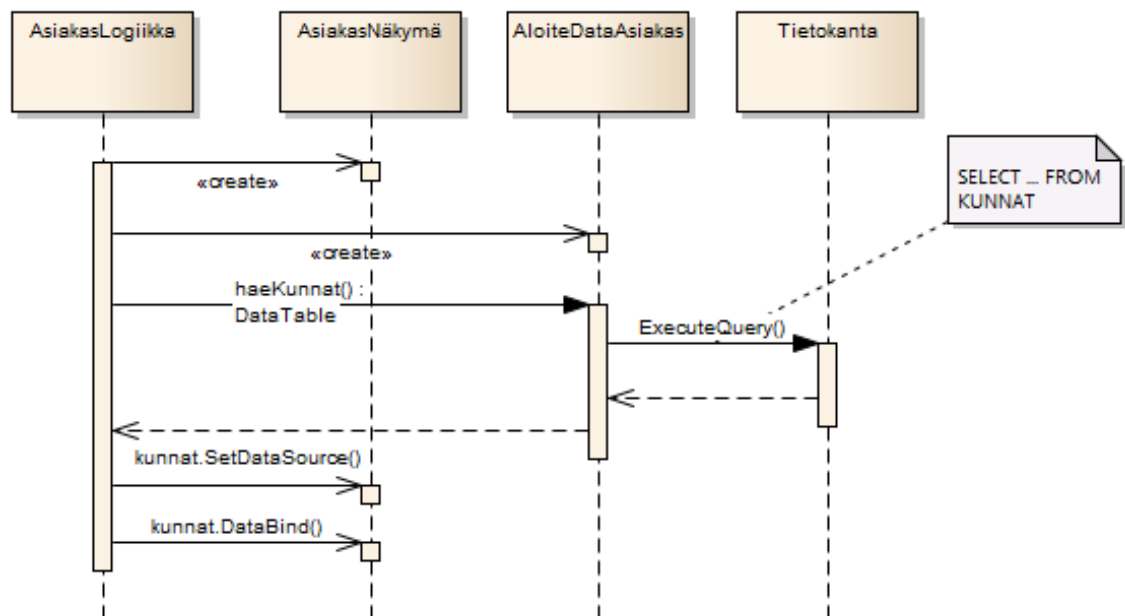 AsiakasLogiikka
AsiakasNäkymä
AloiteDataAsiakas
Tietokanta
«create»
SELECT ... FROM
KUNNAT
«create»
haeKunnat() :
DataTable
ExecuteQuery()
kunnat.SetDataSource()
kunnat.DataBind()